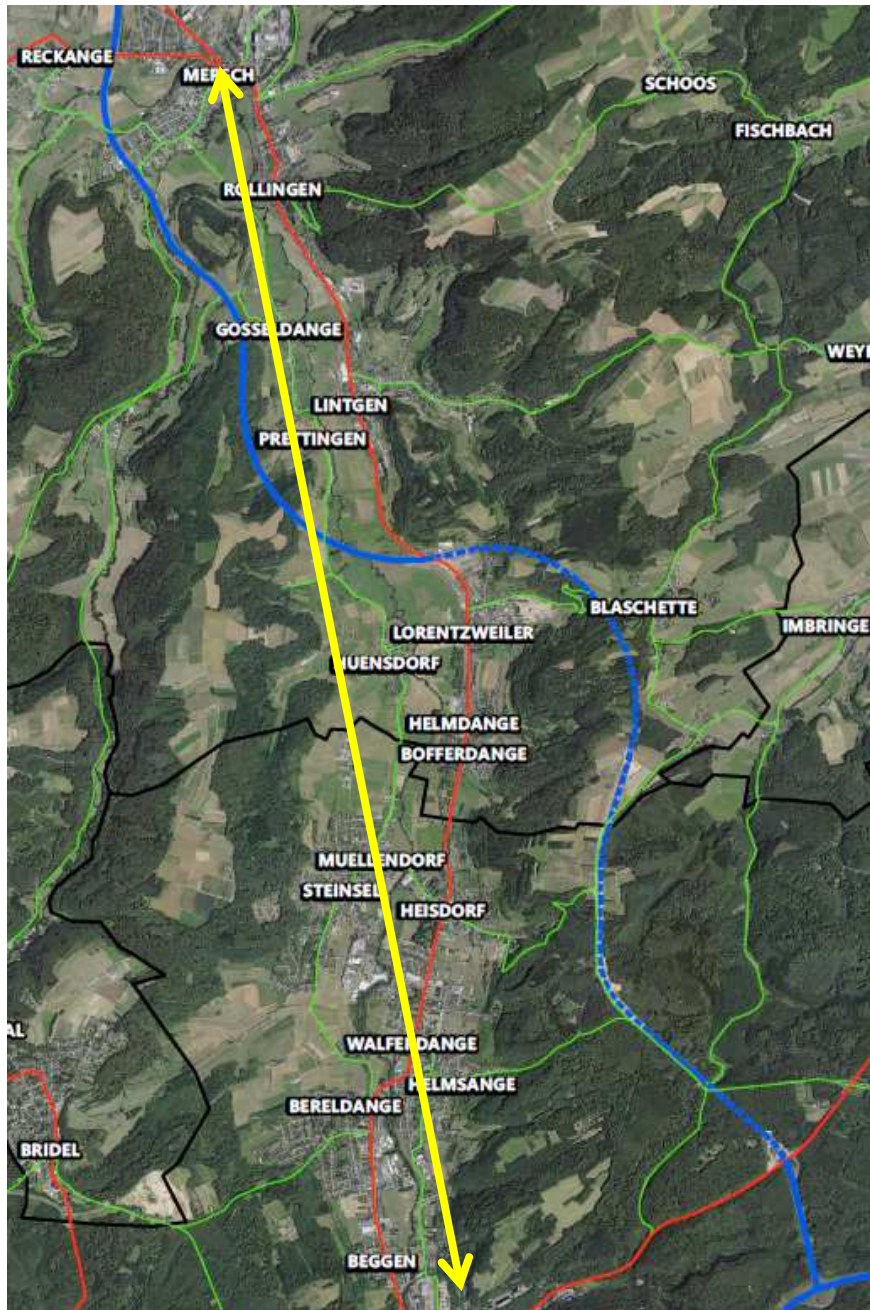 RECKANGE
MERSCH
SCHOOS
FISCHBACH
ROLLINGEN
GOSSELDANGE
WEY
LINTGEN
PRETTINGEN
BLASCHETTE
LORENTZWEILER
IMBRINGE
HUENSDORF
HELMDANGE
BOFFERDANGE
MUELLENDORF
STEINSEL
HEISDORF
AL
WALFERDANGE
HELMSANGE
BERELDANGE
BRIDEL
BEGGEN